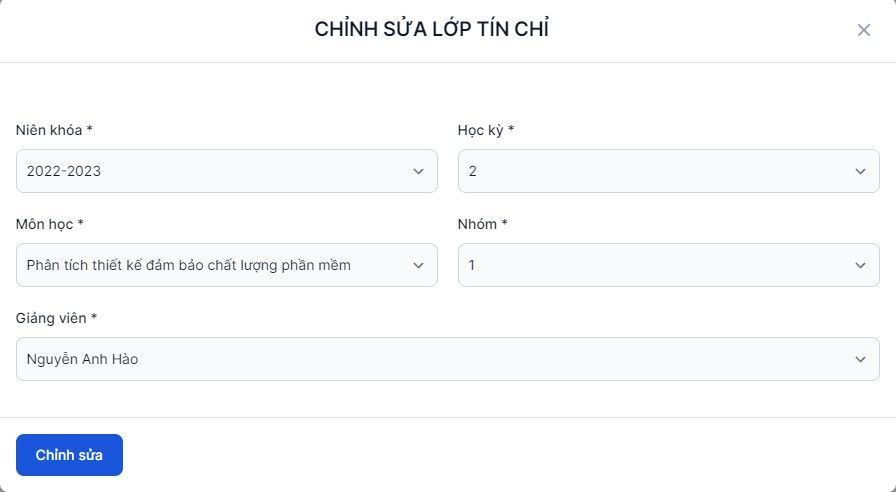 CHỈNH SỬA LỚP TÍN CHỈ
Niên khóa *
Học kỳ *
2022-2023
2
Môn học *
Nhóm *
Phân tích thiết kế đảm bảo chất lượng phần mềm
1
Giảng viên *
Nguyễn Anh Hào
Chỉnh sửa